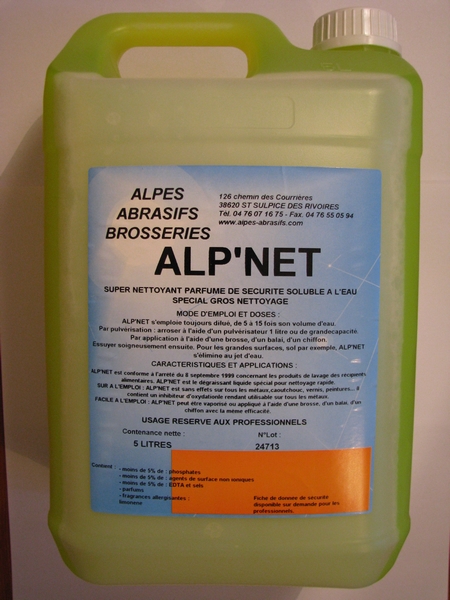 ALPES
ABRASIFS
BROSSERIES
126 chemin des Courrières
38620 ST SULPICE DES RIVOIRES
Tél. 04 76 07 16 75 - Fax. 04 76 55 05 94
www.alpes-abrasifs.com
ALP'NET
SUPER NETTOYANT PARFUME DE SECURITE SOLUBLE A L'EAU
SPECIAL GROS NETTOYAGE
MODE D'EMPLOI ET DOSES :
ALP'NET s'emploie toujours dilué, de 5 à 15 fois son volume d'eau.
Par pulvérisation : arroser à l'aide d'un pulvérisateur 1 litre ou de grandecapacité.
Par application à l'aide d'une brosse, d'un balai, d'un chiffon.
Essuyer soigneusement ensuite. Pour les grandes surfaces, sol par exemple, ALP'NET
s'élimine au jet d'eau.
CARACTERISTIQUES ET APPLICATIONS :
ALP'NET est conforme à l'arrété du 8 septembre 1999 concernant les produits de lavage des récipients
alimentaires. ALP'NET est le dégraissant liquide spécial pour nettoyage rapide.
SUR A L'EMPLOI : ALP'NET est sans effets sur tout les métaux,caoutchouc, vernis, peintures... Il
contient un inhibiteur d'oxydationle rendant utilisable sur tous les métaux.
FACILE A L'EMPLOI : ALP'NET peut être vaporisé ou appliqué à l'aide d'une brosse, d'un balai, d'un
chiffon avec la même efficacité.
USAGE RESERVE AUX PROFESSIONNELS
Contenance nette :
5 LITRES
N°Lot :
24713
Contient :
- moins de 5% de : phosphates
- moins de 5% de : agents de surface non ioniques
- moins de 5% de : EDTA et sels
- parfums
- fragrances allergisantes :
limonene
Fiche de donnée de sécurité
disponible sur demande pour les
professionnels.